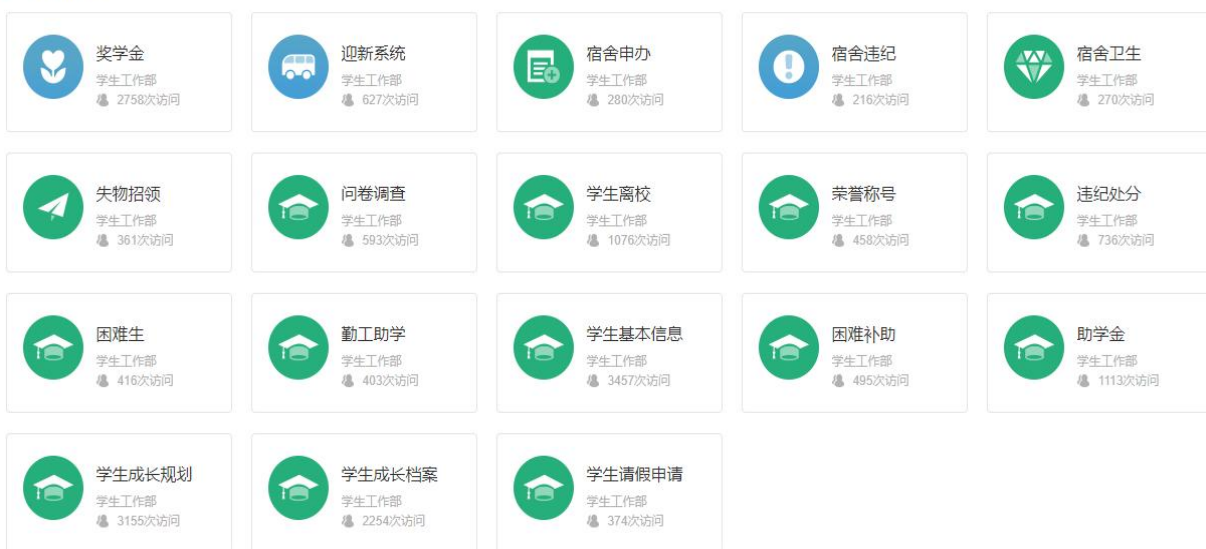 奖学金
学生工作部
2758次访问
迎新系统
学生工作部
627次访问
宿舍申办
学生工作部
280次访问
宿舍违纪
学生工作部
216次访问
宿舍卫生
学生工作部
270次访问
失物招领
学生工作部
361次访问
问卷调查
学生工作部
593次访问
学生离校
学生工作部
1076次访问
荣誉称号
学生工作部
458次访问
违纪处分
学生工作部
736次访问
困难生
学生工作部
416次访问
勤工助学
学生工作部
403次访问
学生基本信息
学生工作部
3457次访问
困难补助
学生工作部
495次访问
助学金
学生工作部
1113次访问
学生成长规划
学生工作部
3155次访问
学生成长档案
学生工作部
2254次访问
学生请假申请
学生工作部
374次访问